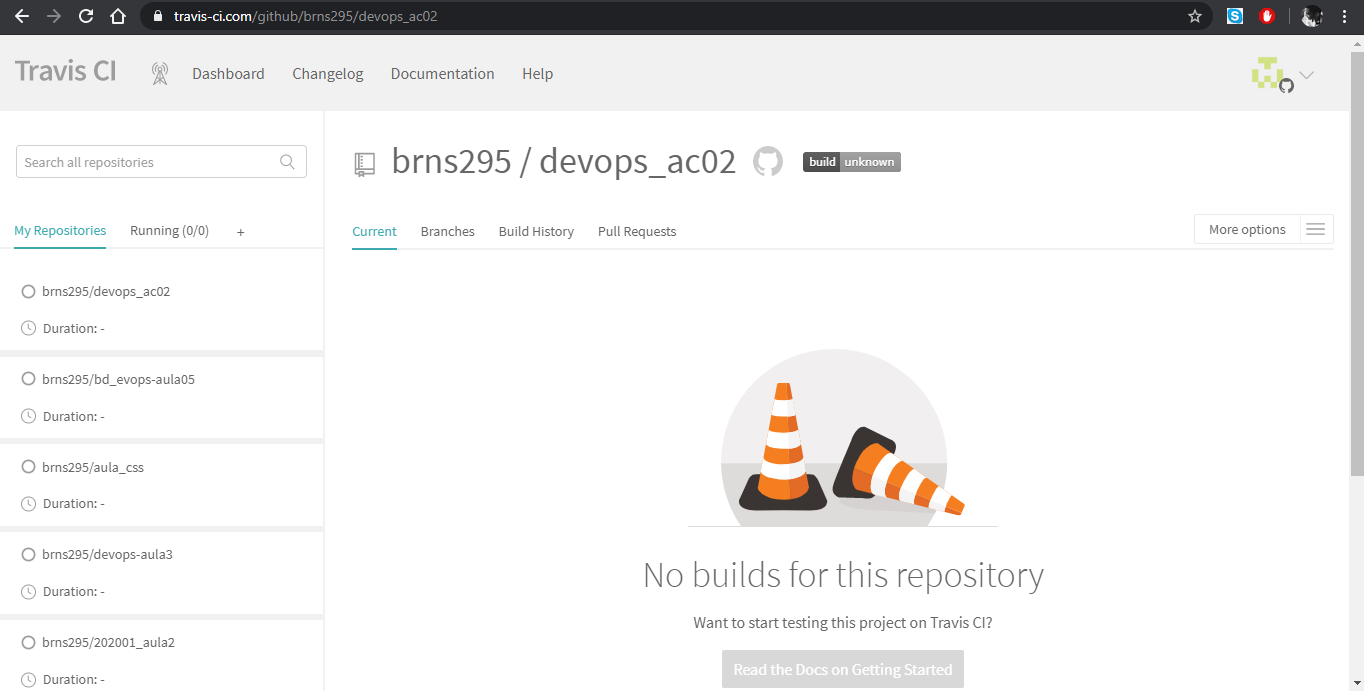 travis-ci.com/github/brns295/devops_ac02
Travis CI
Dashboard Changelog Documentation Help
Search all repositories
My Repositories Running (0/0) +
brns295/devops_ac02
Duration: -
brns295/bd_evops-aula05
Duration: -
brns295/aula_css
Duration: -
brns295/devops-aula3
Duration: -
brns295/202001_aula2
Duration: -
brns295 / devops_ac02 build unknown
Current Branches Build History Pull Requests More options
No builds for this repository
Want to start testing this project on Travis CI?
Read the Docs on Getting Started